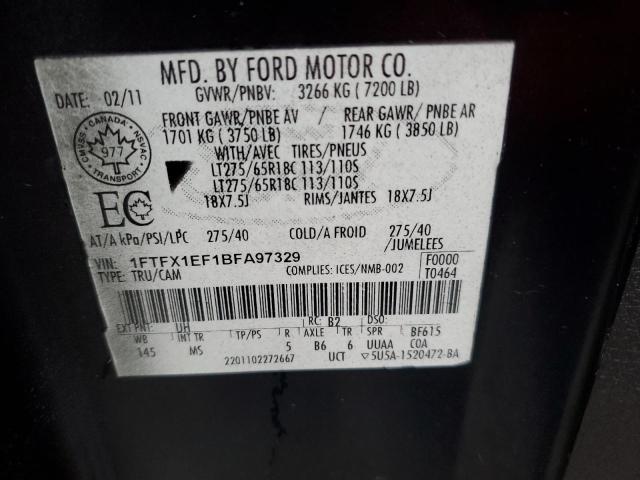 MFD. BY FORD MOTOR CO.
DATE: 02/11 GVWR/PNBV: 3266 KG ( 7200 LB)
FRONT GAWR/PNBE AV REAR GAWR/ PNBE AR
1701 KG ( 3750 LB) 1746 KG ( 3850 LB)
WITH/AVEC TIRES/PNEUS
LT275/65R18C 113/110S
LT275/65R18C 113/110S
18X7.5J RIMS/JANTES 18X7.5J
CANADA
CMVSS NSVAC
977
TRANSPORT
EC
AT/A kPa/PSI/LPC 275/40 COLD/A FROID 275/40
/JUMELEES
VIN: 1FTFX1EF1BFA97329 F0000
TYPE: TRU/CAM COMPLIES: ICES/NMB-002 T0464
EXT PNT: UH RC: B2 DSO:
WB INT TR TP/PS R AXLE TR SPR BF615
145 MS 5 B6 6 UUAA COA
2201102272667 UCT 5U5A-1520472-BA